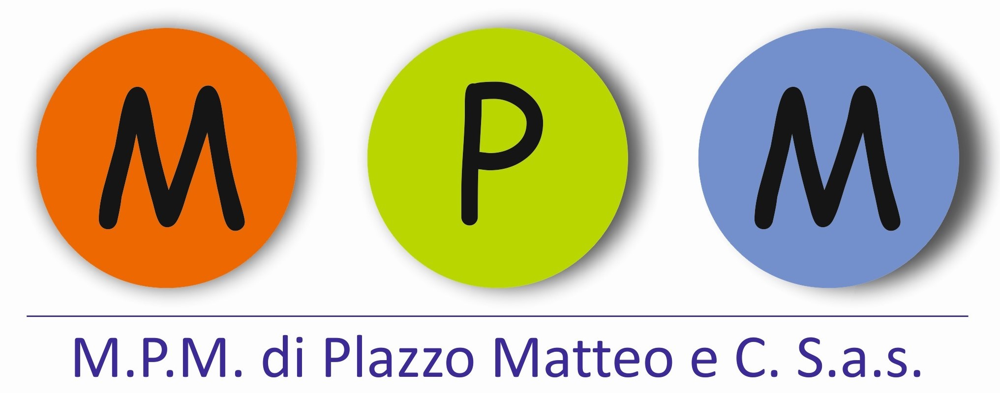 M P M
M.P.M. di Plazzo Matteo e C. S.a.s.